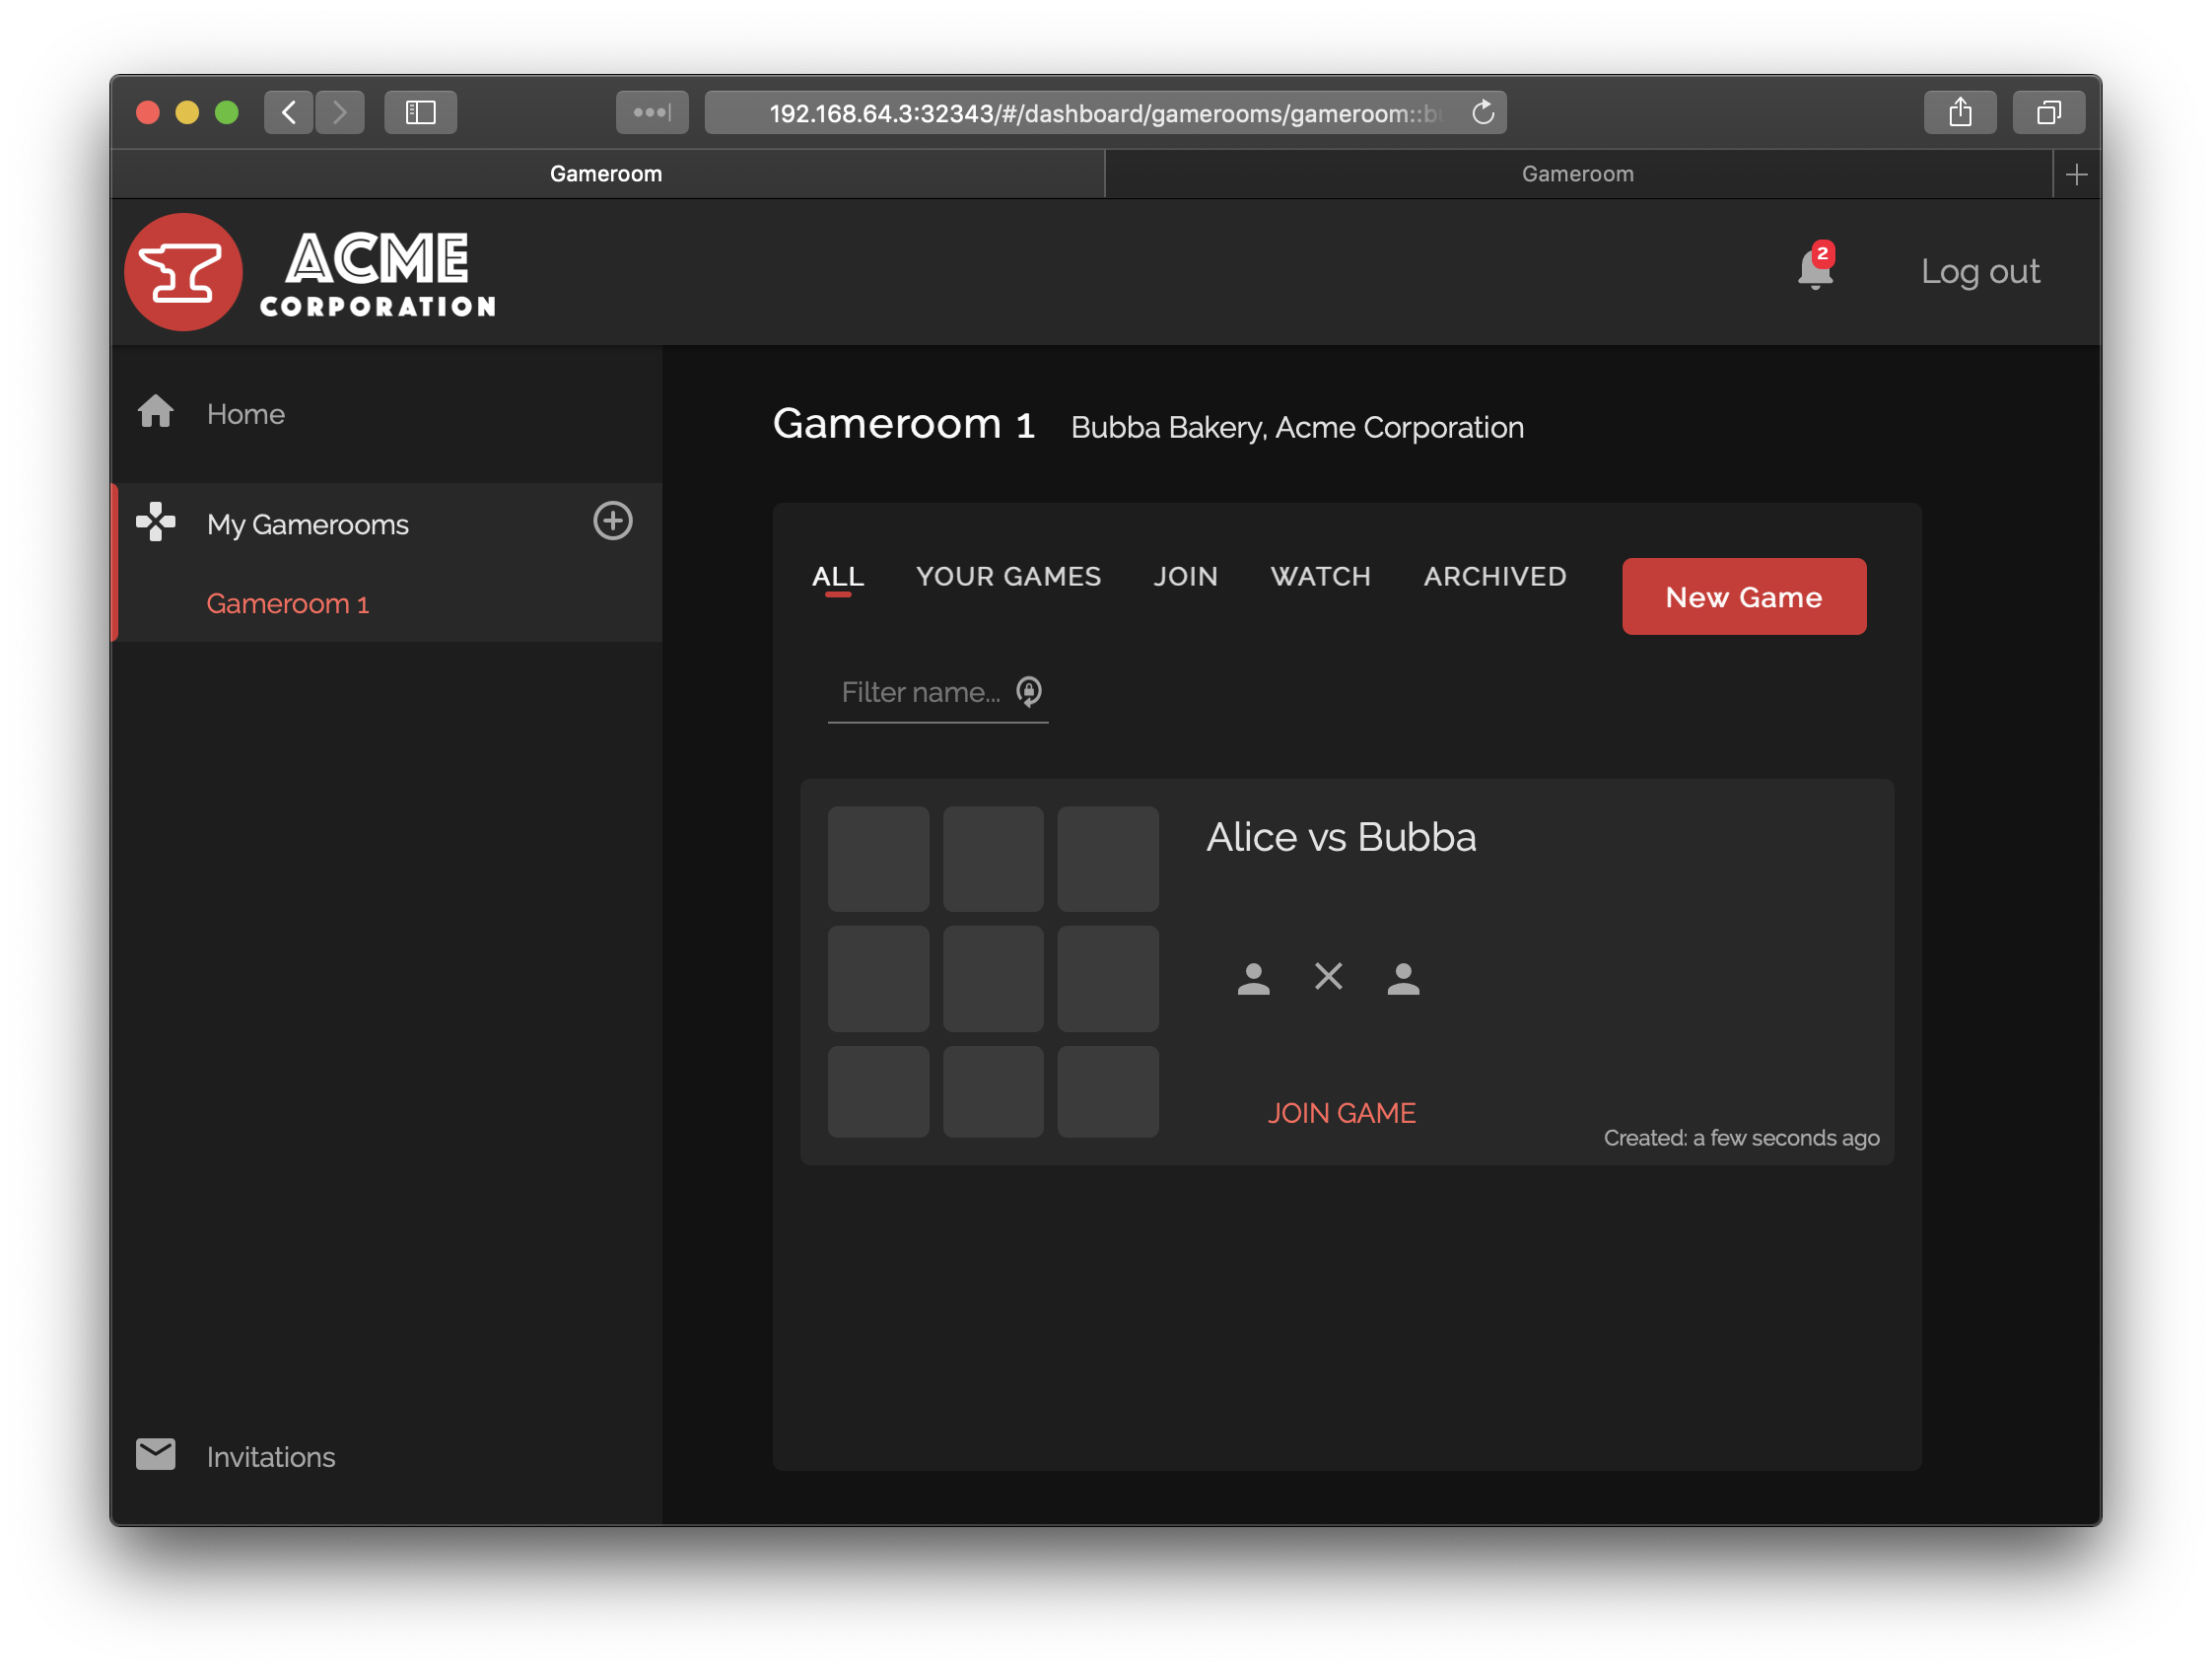 192.168.64.3:32343/#/dashboard/gamerooms/gameroom::bu
Gameroom
Gameroom
ACME
CORPORATION
2
Log out
Home
My Gamerooms
Gameroom 1
Invitations
Gameroom 1 Bubba Bakery, Acme Corporation
ALL YOUR GAMES JOIN WATCH ARCHIVED New Game
Filter name...
Alice vs Bubba
JOIN GAME
Created: a few seconds ago